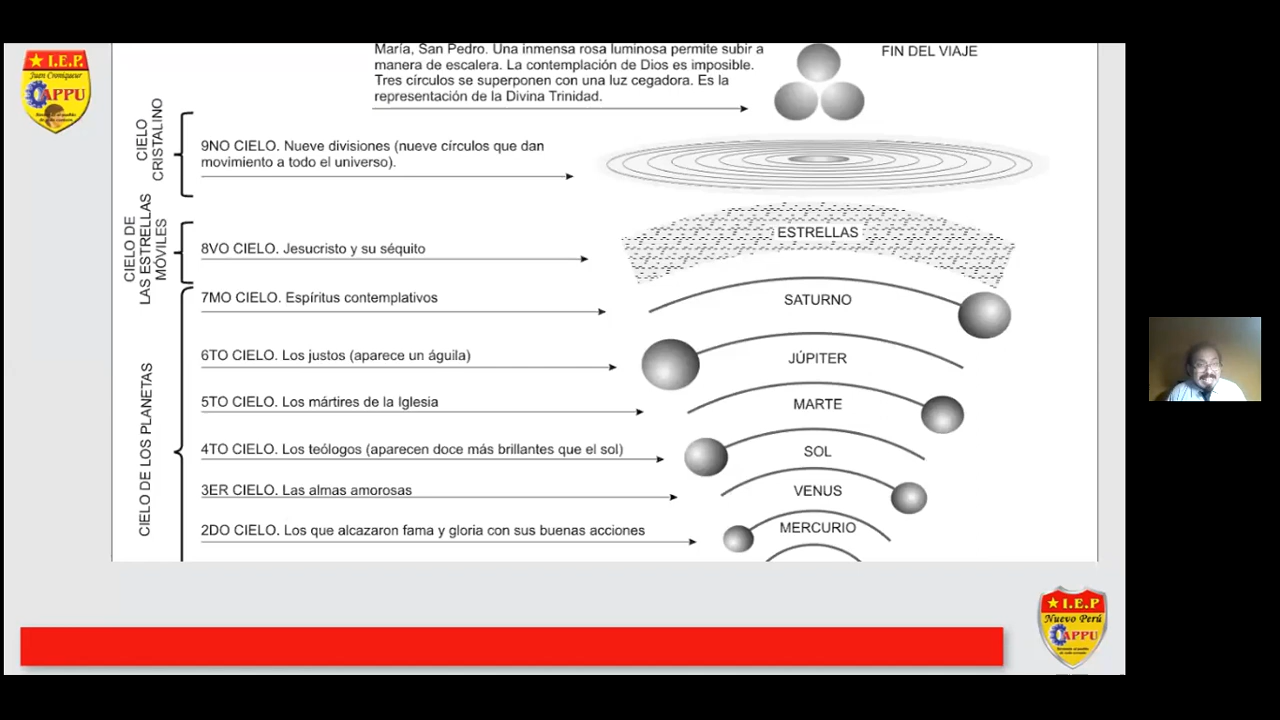 María, San Pedro. Una inmensa rosa luminosa permite subir a
manera de escalera. La contemplación de Dios es imposible.
Tres círculos se superponen con una luz cegadora. Es la
representación de la Divina Trinidad.
FIN DEL VIAJE
I.E.P.
Juan Croniqueur
APPU
CIELO
CRISTALINO
9NO CIELO. Nueve divisiones (nueve círculos que dan
movimiento a todo el universo).
CIELO DE
LAS ESTRELLAS
MÓVILES
8VO CIELO. Jesucristo y su séquito
ESTRELLAS
CIELO DE LOS PLANETAS
7MO CIELO. Espíritus contemplativos
SATURNO
6TO CIELO. Los justos (aparece un águila)
JÚPITER
5TO CIELO. Los mártires de la Iglesia
MARTE
4TO CIELO. Los teólogos (aparecen doce más brillantes que el sol)
SOL
3ER CIELO. Las almas amorosas
VENUS
2DO CIELO. Los que alcazaron fama y gloria con sus buenas acciones
MERCURIO
I.E.P
Nuevo Perú
APPU